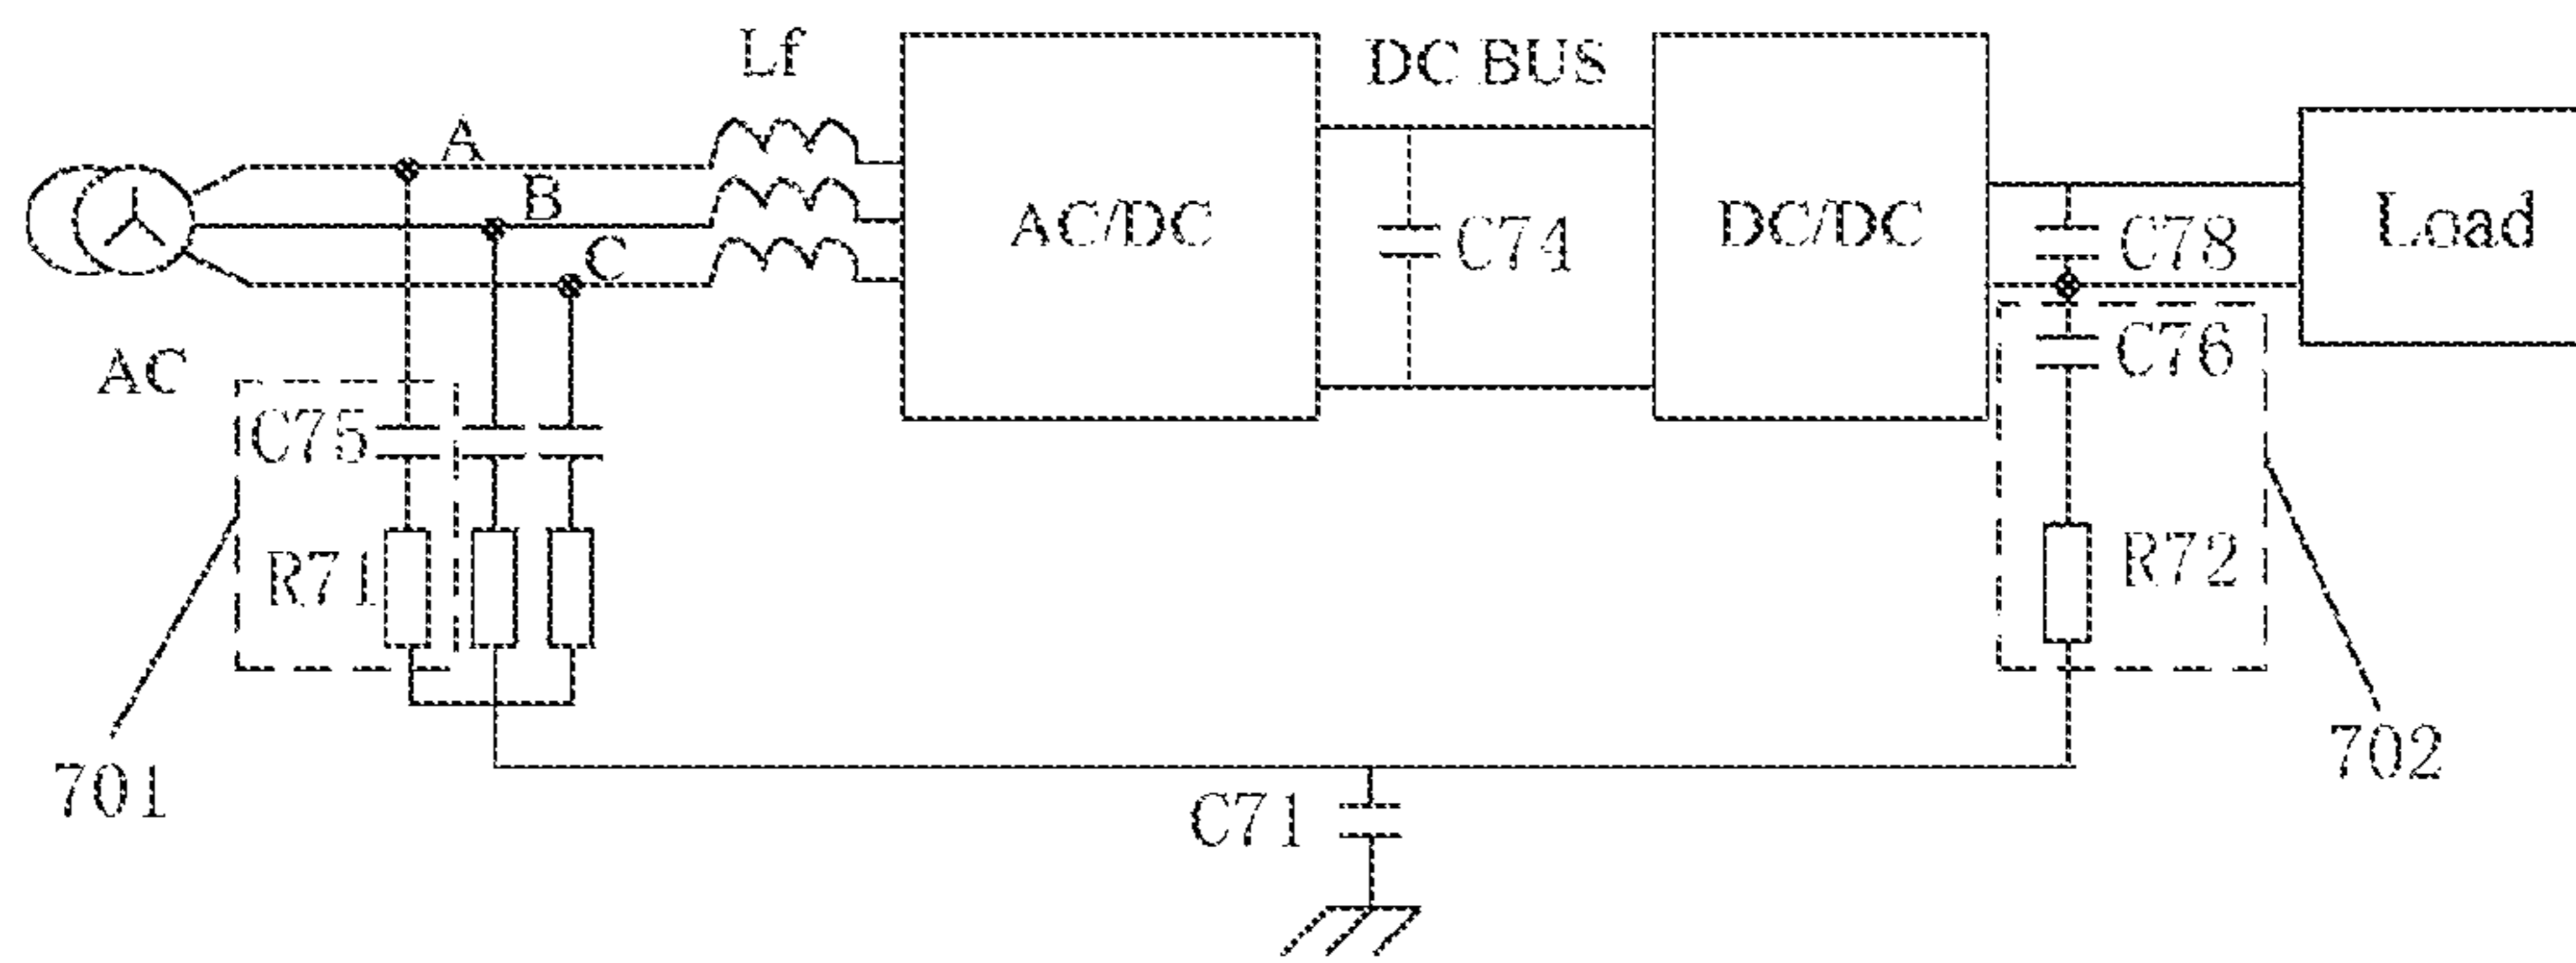 Lf
DC BUS
A
B
C
AC/DC
C74
DC/DC
C78
Load
AC
C76
C75
R71
R72
701
702
C71